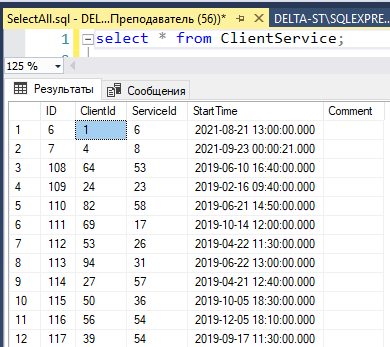 SelectAll.sql - DEL...Преподаватель (56))* DELTA-ST\SQLEXPRE...
1 select * from ClientService;
125 %
Результаты Сообщения
ID ClientId ServiceId StartTime Comment
1 6 1 6 2021-08-21 13:00:00.000
2 7 4 8 2021-09-23 00:00:21.000
3 108 64 53 2019-06-10 16:40:00.000
4 109 24 23 2019-02-16 09:40:00.000
5 110 82 58 2019-06-21 14:50:00.000
6 111 69 17 2019-10-14 12:00:00.000
7 112 53 26 2019-04-22 11:30:00.000
8 113 94 31 2019-06-22 13:00:00.000
9 114 27 57 2019-04-21 12:40:00.000
10 115 50 36 2019-10-05 18:30:00.000
11 116 56 54 2019-12-05 18:10:00.000
12 117 39 54 2019-09-17 11:30:00.000